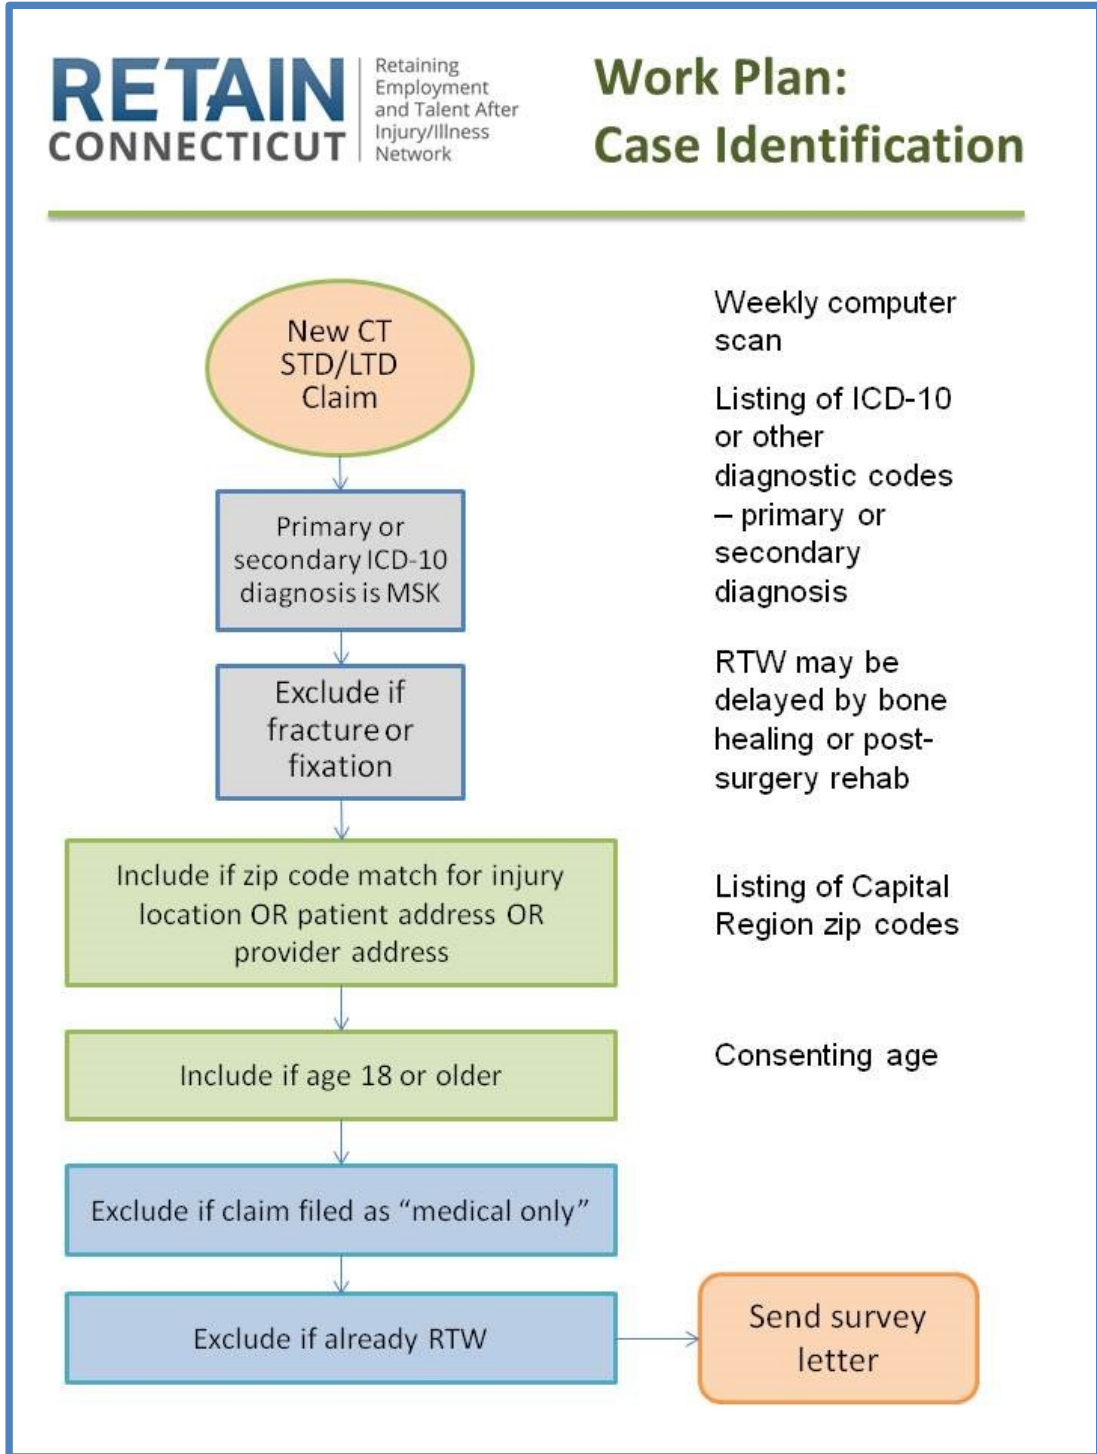 RETAIN
CONNECTICUT
Retaining
Employment
and Talent After
Injury/Illness
Network
Work Plan:
Case Identification
New CT
STD/LTD
Claim
Weekly computer
scan
Primary or
secondary ICD-10
diagnosis is MSK
Listing of ICD-10
or other
diagnostic codes
– primary or
secondary
diagnosis
Exclude if
fracture or
fixation
RTW may be
delayed by bone
healing or post-
surgery rehab
Include if zip code match for injury
location OR patient address OR
provider address
Listing of Capital
Region zip codes
Include if age 18 or older
Consenting age
Exclude if claim filed as “medical only”
Exclude if already RTW
Send survey
letter